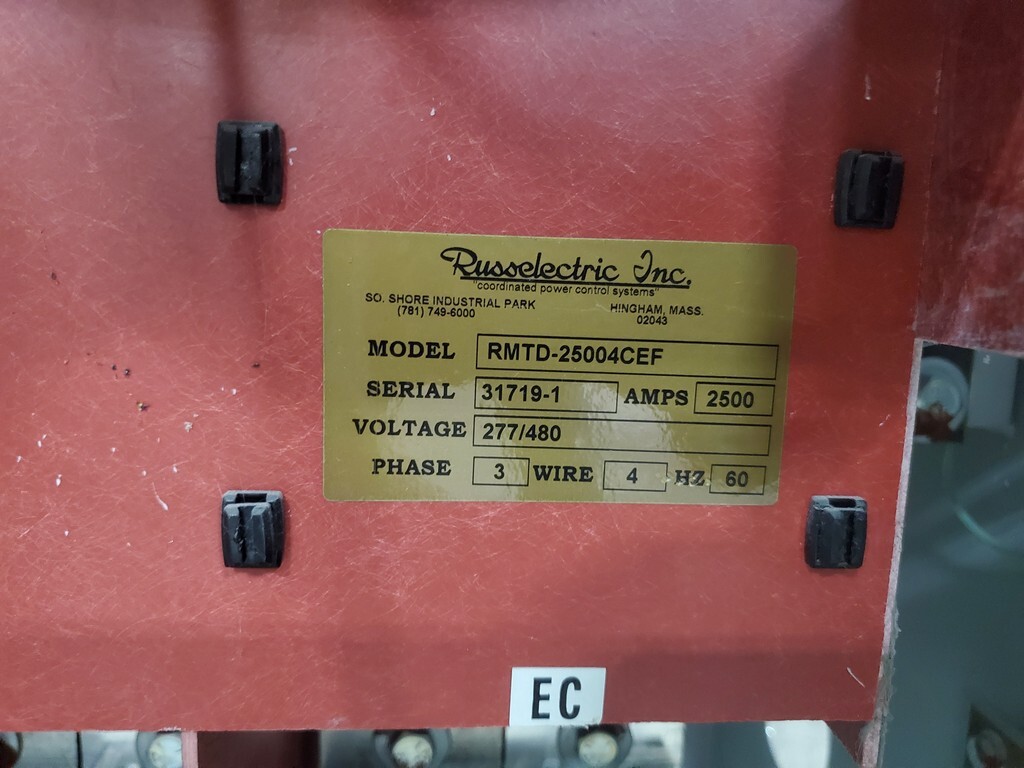 Russelectric Inc.
"coordinated power control systems"
SO. SHORE INDUSTRIAL PARK HINGHAM, MASS.
(781) 749-6000 02043
MODEL RMTD-25004CEF
SERIAL 31719-1 AMPS 2500
VOLTAGE 277/480
PHASE 3 WIRE 4 HZ 60
EC